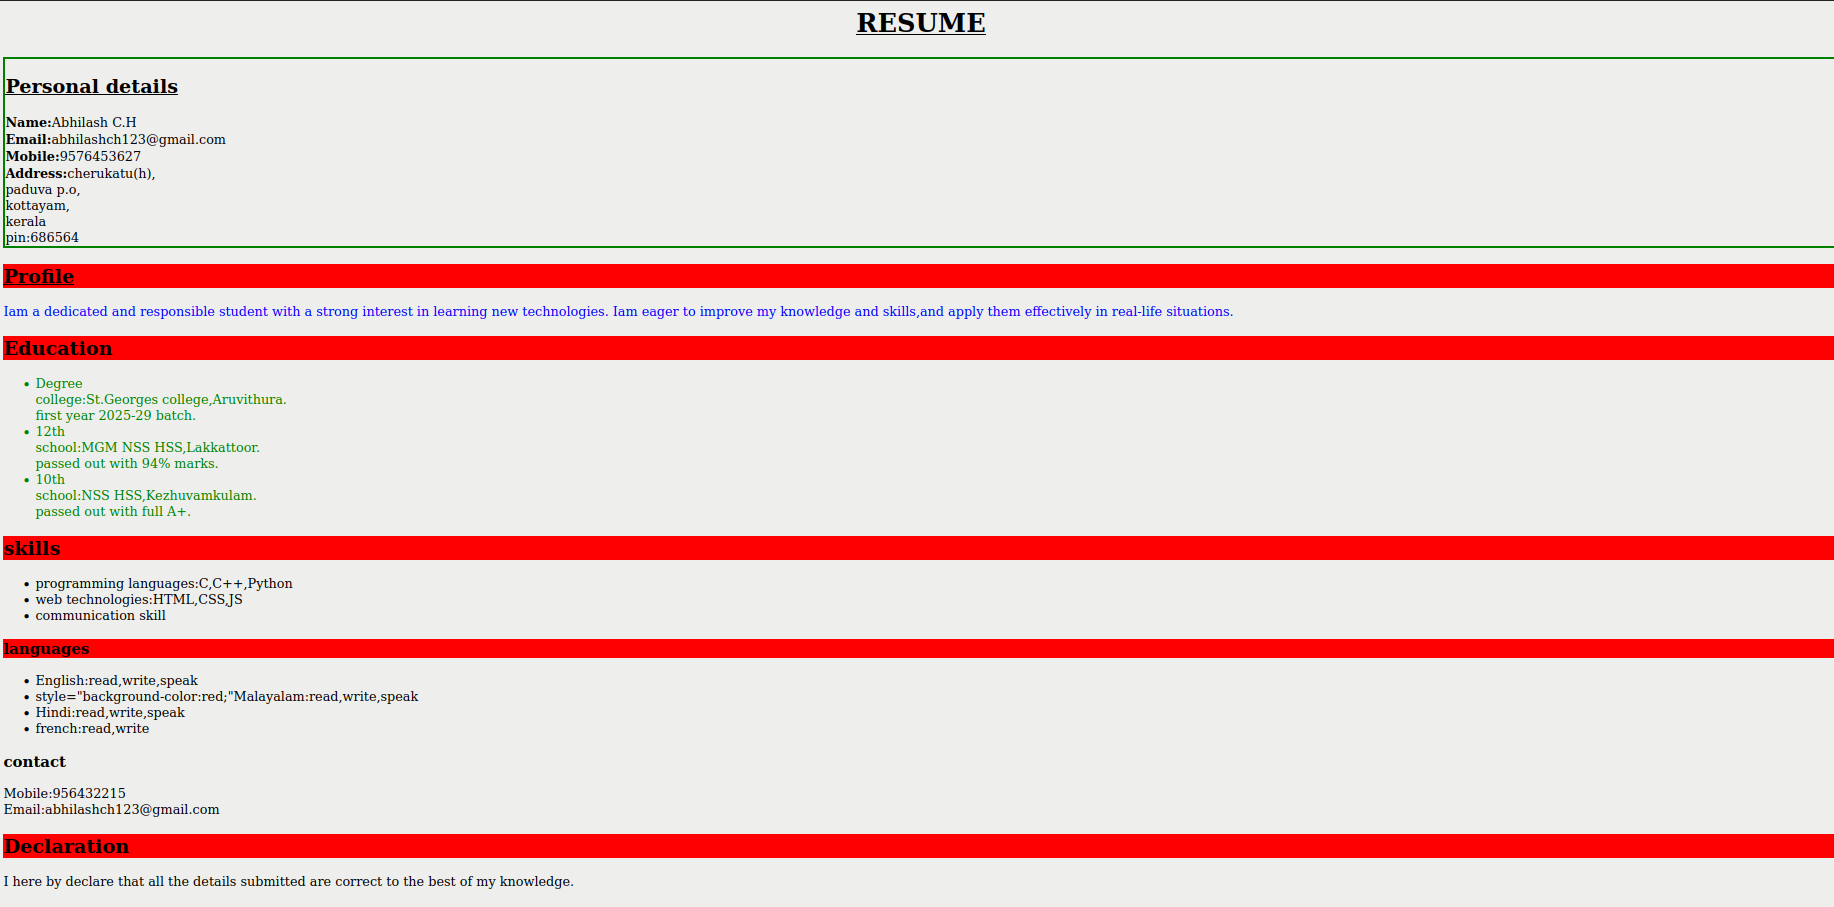 RESUME
Personal details
Name:Abhilash C.H
Email:abhilashch123@gmail.com
Mobile:9576453627
Address:cherukatu(h),
paduva p.o,
kottayam,
kerala
pin:686564
Profile
Iam a dedicated and responsible student with a strong interest in learning new technologies. Iam eager to improve my knowledge and skills,and apply them effectively in real-life situations.
Education
• Degree
college:St.Georges college,Aruvithura.
first year 2025-29 batch.
• 12th
school:MGM NSS HSS,Lakkattoor.
passed out with 94% marks.
• 10th
school:NSS HSS,Kezhuvamkulam.
passed out with full A+.
skills
• programming languages:C,C++,Python
• web technologies:HTML,CSS,JS
• communication skill
languages
• English:read,write,speak
• style="background-color:red;"Malayalam:read,write,speak
• Hindi:read,write,speak
• french:read,write
contact
Mobile:956432215
Email:abhilashch123@gmail.com
Declaration
I here by declare that all the details submitted are correct to the best of my knowledge.